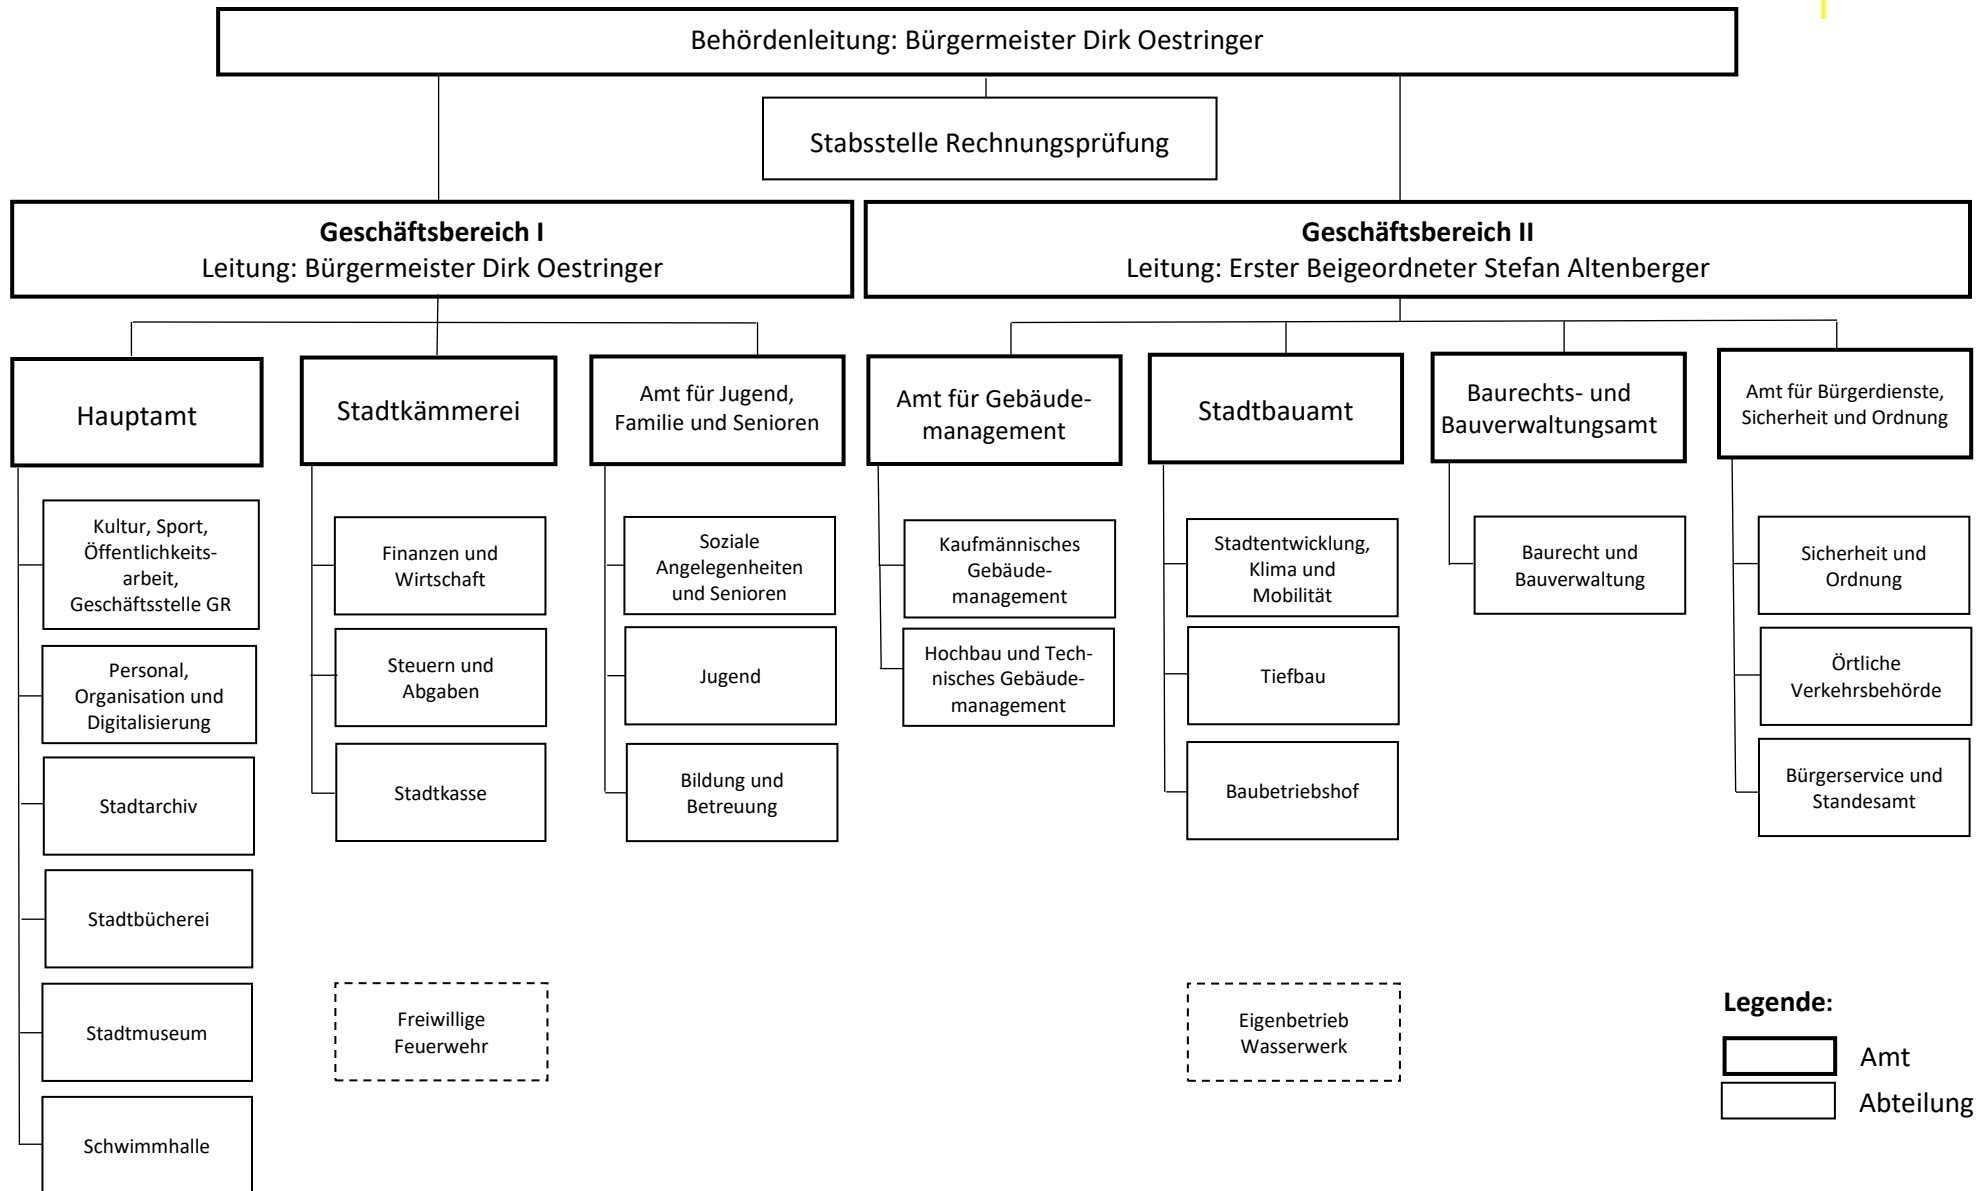 Behördenleitung: Bürgermeister Dirk Oestringer
Stabsstelle Rechnungsprüfung
Geschäftsbereich I
Leitung: Bürgermeister Dirk Oestringer
Geschäftsbereich II
Leitung: Erster Beigeordneter Stefan Altenberger
Hauptamt
Kultur, Sport,
Öffentlichkeits-
arbeit,
Geschäftsstelle GR
Personal,
Organisation und
Digitalisierung
Stadtarchiv
Stadtbücherei
Stadtmuseum
Schwimmhalle
Stadtkämmerei
Finanzen und
Wirtschaft
Steuern und
Abgaben
Stadtkasse
Freiwillige
Feuerwehr
Amt für Jugend,
Familie und Senioren
Soziale
Angelegenheiten
und Senioren
Jugend
Bildung und
Betreuung
Amt für Gebäude-
management
Kaufmännisches
Gebäude-
management
Hochbau und Tech-
nisches Gebäude-
management
Stadtbauamt
Stadtentwicklung,
Klima und
Mobilität
Tiefbau
Baubetriebshof
Eigenbetrieb
Wasserwerk
Baurechts- und
Bauverwaltungsamt
Baurecht und
Bauverwaltung
Amt für Bürgerdienste,
Sicherheit und Ordnung
Sicherheit und
Ordnung
Örtliche
Verkehrsbehörde
Bürgerservice und
Standesamt
Legende:
Amt
Abteilung